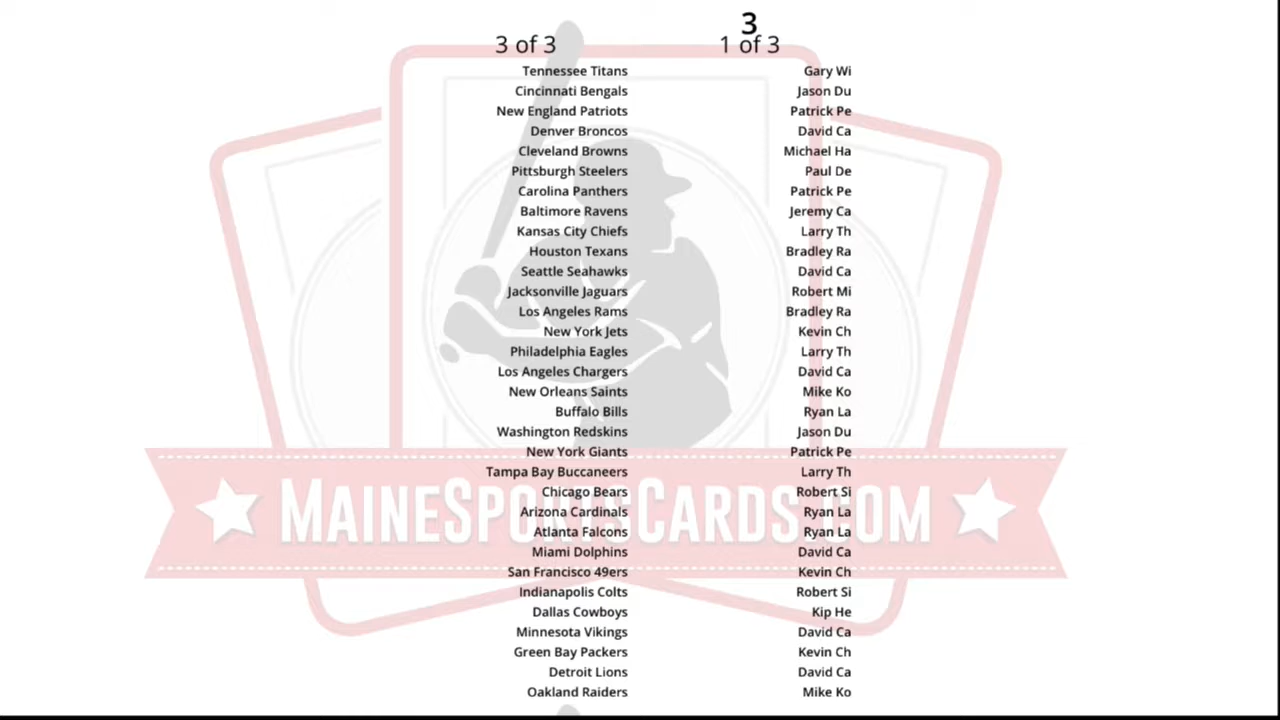 3
3 of 3 1 of 3
Tennessee Titans Gary Wi
Cincinnati Bengals Jason Du
New England Patriots Patrick Pe
Denver Broncos David Ca
Cleveland Browns Michael Ha
Pittsburgh Steelers Paul De
Carolina Panthers Patrick Pe
Baltimore Ravens Jeremy Ca
Kansas City Chiefs Larry Th
Houston Texans Bradley Ra
Seattle Seahawks David Ca
Jacksonville Jaguars Robert Mi
Los Angeles Rams Bradley Ra
New York Jets Kevin Ch
Philadelphia Eagles Larry Th
Los Angeles Chargers David Ca
New Orleans Saints Mike Ko
Buffalo Bills Ryan La
Washington Redskins Jason Du
New York Giants Patrick Pe
Tampa Bay Buccaneers Larry Th
Chicago Bears Robert Si
MAINESPORTSCARDS.COM
Arizona Cardinals Ryan La
Atlanta Falcons Ryan La
Miami Dolphins David Ca
San Francisco 49ers Kevin Ch
Indianapolis Colts Robert Si
Dallas Cowboys Kip He
Minnesota Vikings David Ca
Green Bay Packers Kevin Ch
Detroit Lions David Ca
Oakland Raiders Mike Ko